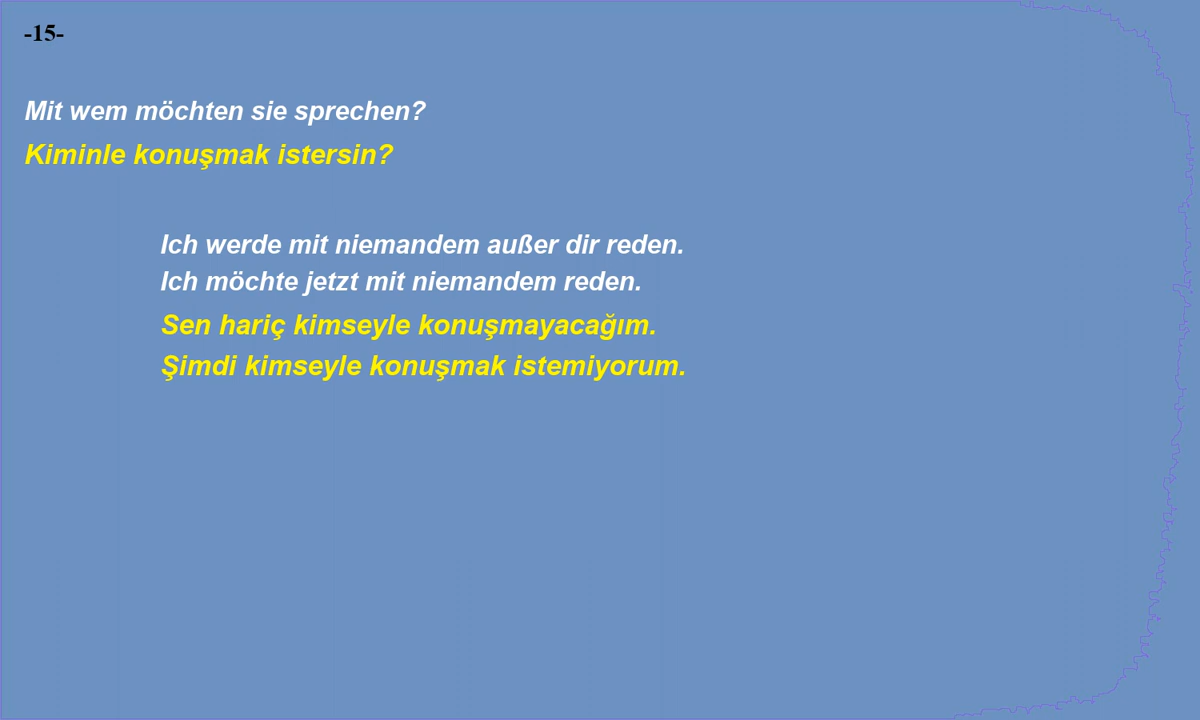 -15-
Mit wem möchten sie sprechen?
Kiminle konuşmak istersin?
Ich werde mit niemandem außer dir reden.
Ich möchte jetzt mit niemandem reden.
Sen hariç kimseyle konuşmayacağım.
Şimdi kimseyle konuşmak istemiyorum.